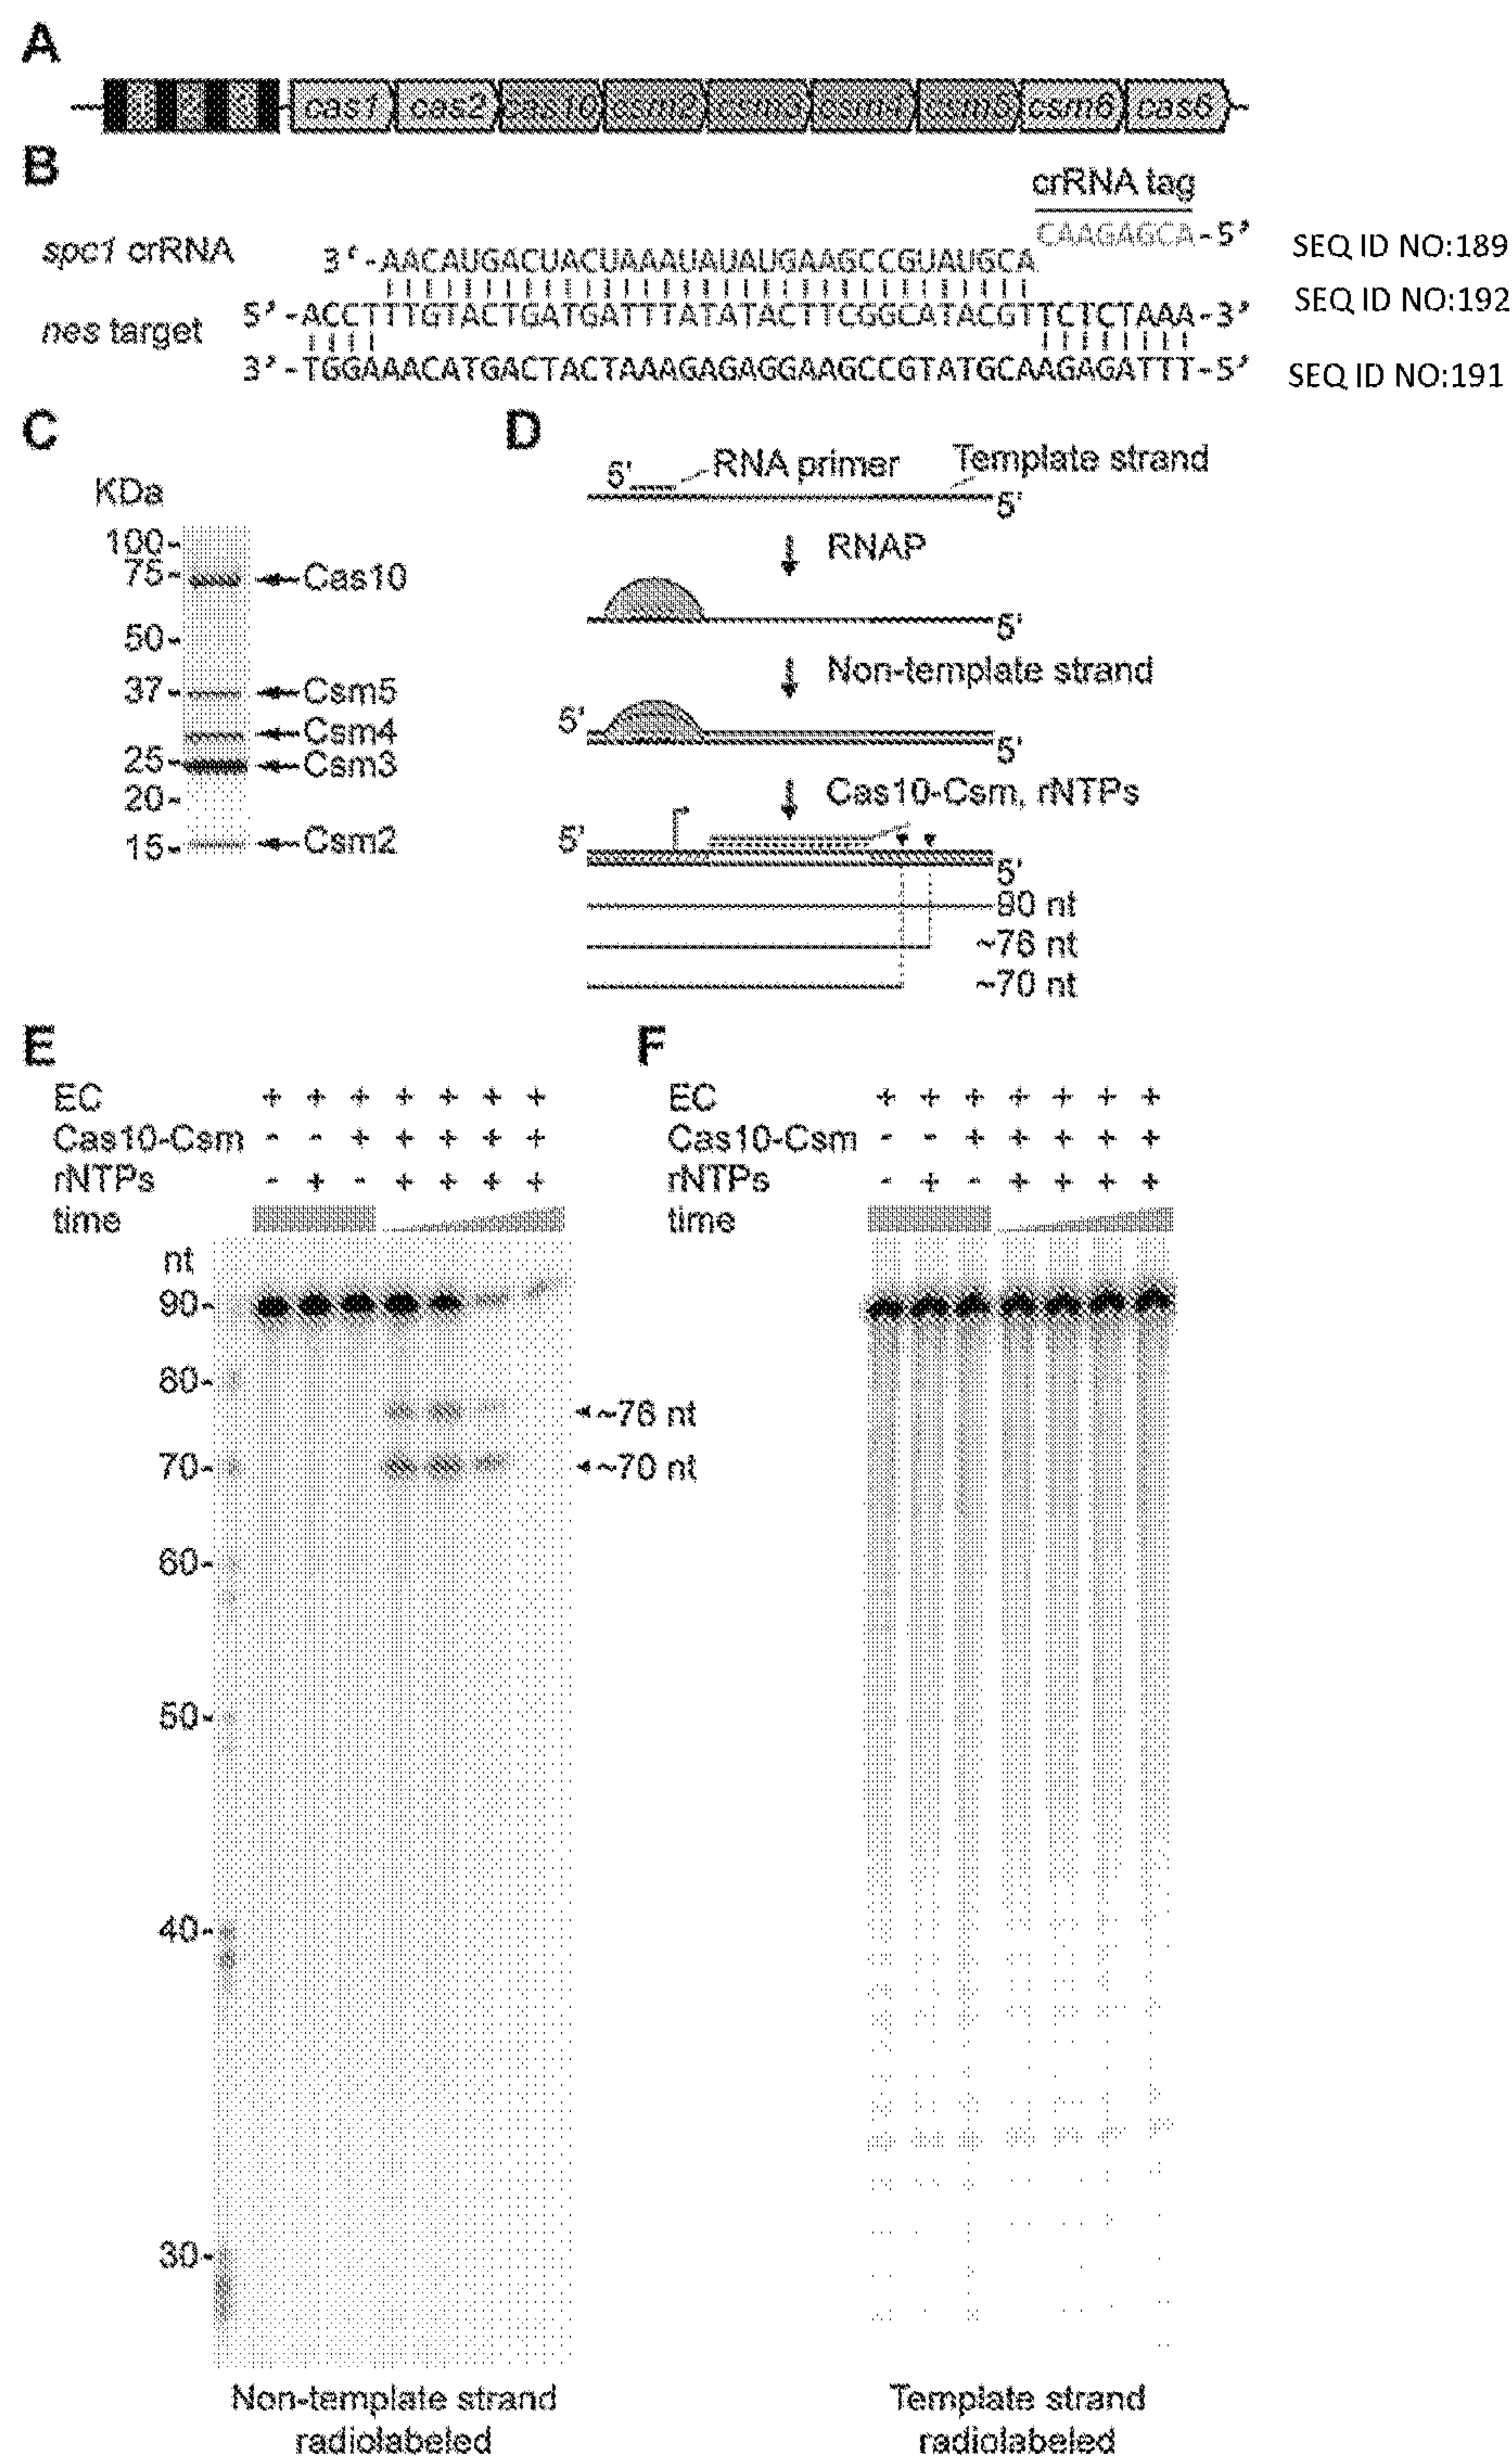 A
1 2 3 cas1 cas2 cas10 csm2 csm3 csm4 csm5 csm6 cas6
B
crRNA tag
CAAGAGCA-5' SEQ ID NO:189
spc1 crRNA 3'-AACAUGACUACUAAAUAUAUGAAGCCGUAUGCA
nes target 5'-ACCTTTGTACTGATGATTTATATACTTCGGCATACGTTCTCTAAA-3' SEQ ID NO:192
3'-TGGAAACATGACTACTAAAGAGAGGAAGCCGTATGCAAGAGATTT-5' SEQ ID NO:191
C
KDa
100-
75- Cas10
50-
37- Csm5
Csm4
25- Csm3
20-
15- Csm2
D
5' RNA primer Template strand
5'
RNAP
5'
Non-template strand
5'
5'
Cas10-Csm, rNTPs
5'
5'
90 nt
~76 nt
~70 nt
E
EC + + + + + + +
Cas10-Csm - - + + + + +
rNTPs - + - + + + +
time
nt
90-
80-
~76 nt
70- ~70 nt
60-
50-
40-
30-
Non-template strand
radiolabeled
F
EC + + + + + + +
Cas10-Csm - - + + + + +
rNTPs - + - + + + +
time
Template strand
radiolabeled